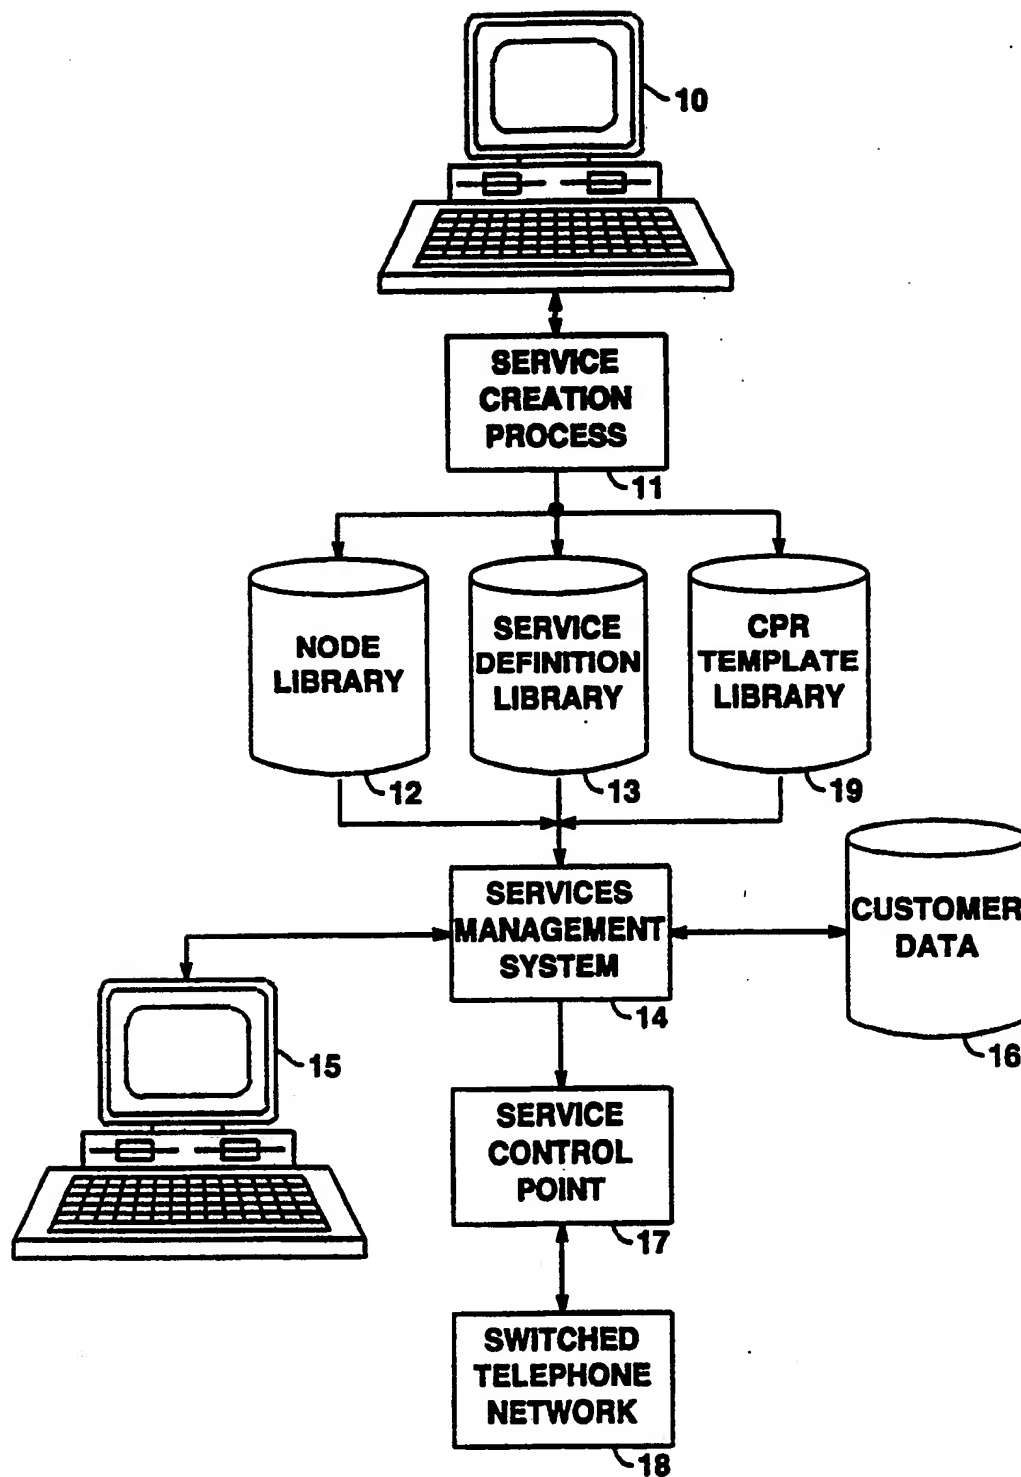 10
SERVICE
CREATION
PROCESS
11
NODE
LIBRARY
12
SERVICE
DEFINITION
LIBRARY
13
CPR
TEMPLATE
LIBRARY
19
SERVICES
MANAGEMENT
SYSTEM
14
CUSTOMER
DATA
16
15
SERVICE
CONTROL
POINT
17
SWITCHED
TELEPHONE
NETWORK
18